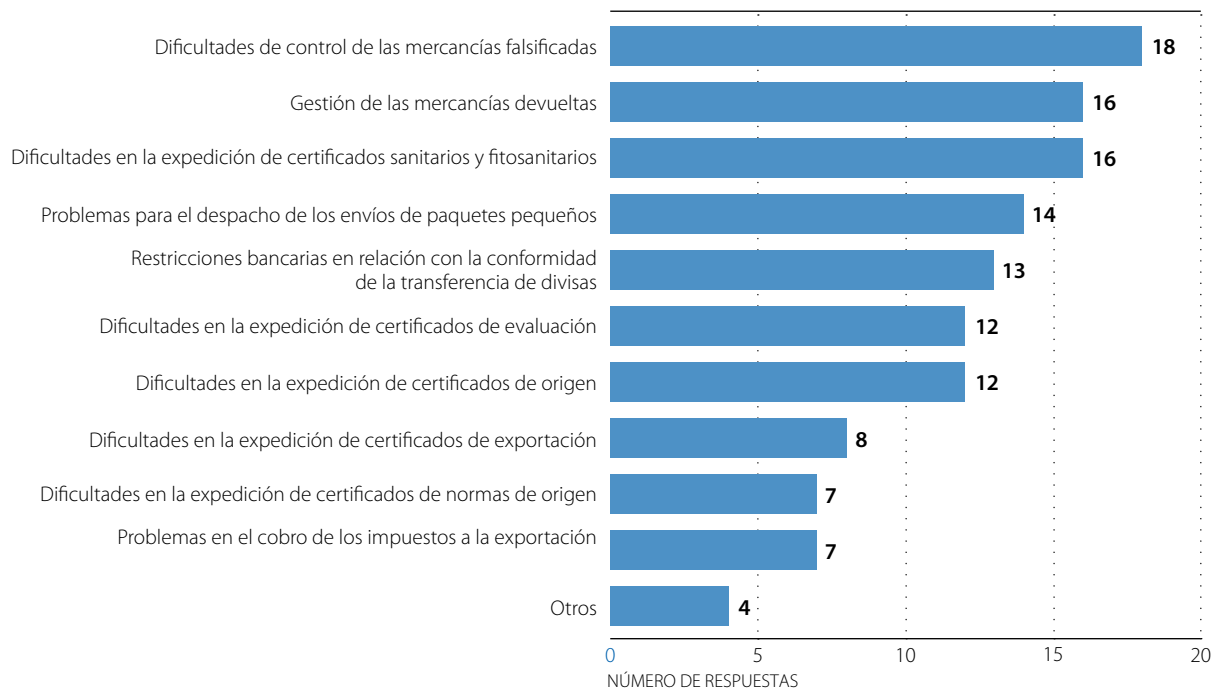 Dificultades de control de las mercancías falsificadas
18
Gestión de las mercancías devueltas
16
Dificultades en la expedición de certificados sanitarios y fitosanitarios
16
Problemas para el despacho de los envíos de paquetes pequeños
14
Restricciones bancarias en relación con la conformidad
de la transferencia de divisas
13
Dificultades en la expedición de certificados de evaluación
12
Dificultades en la expedición de certificados de origen
12
Dificultades en la expedición de certificados de exportación
8
Dificultades en la expedición de certificados de normas de origen
7
Problemas en el cobro de los impuestos a la exportación
7
Otros
4
0 5 10 15 20
NÚMERO DE RESPUESTAS